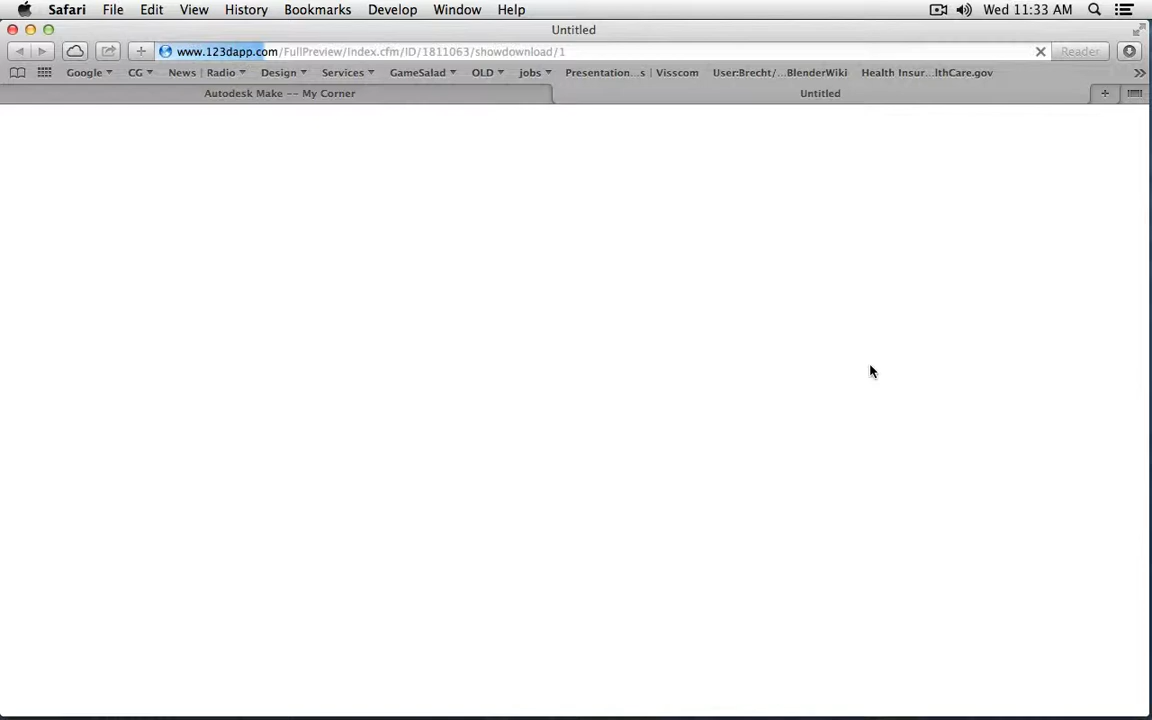 Safari File Edit View History Bookmarks Develop Window Help Wed 11:33 AM
Untitled
www.123dapp.com/FullPreview/Index.cfm/ID/1811063/showdownload/1 Reader
Google CG News | Radio Design Services GameSalad OLD jobs Presentation...s | Visscom User:Brecht/...BlenderWiki Health Insur...lthCare.gov
Autodesk Make -- My Corner Untitled